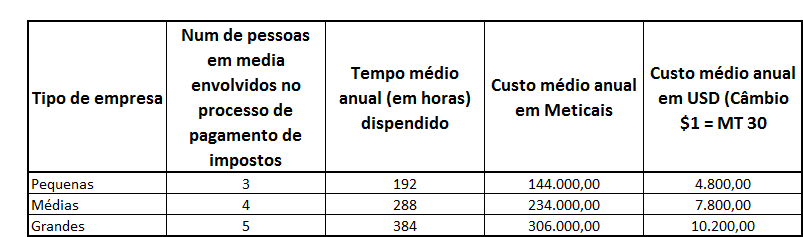 Tipo de empresa
Num de pessoas
em media
envolvidos no
processo de
pagamento de
impostos
Tempo médio
anual (em horas)
dispendido
Custo médio anual
em Meticais
Custo médio anual
em USD (Câmbio
$1 = MT 30
Pequenas 3 192 144.000,00 4.800,00
Médias 4 288 234.000,00 7.800,00
Grandes 5 384 306.000,00 10.200,00